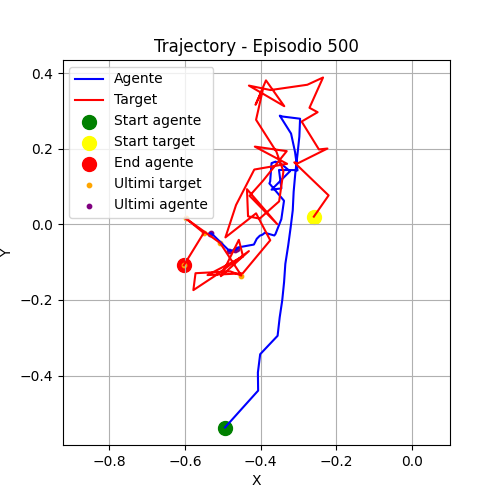 Trajectory - Episodio 500
Agente
Target
Start agente
Start target
End agente
Ultimi target
Ultimi agente
0.4
0.2
0.0
−0.2
−0.4
Y
−0.8
−0.6
−0.4
−0.2
0.0
X